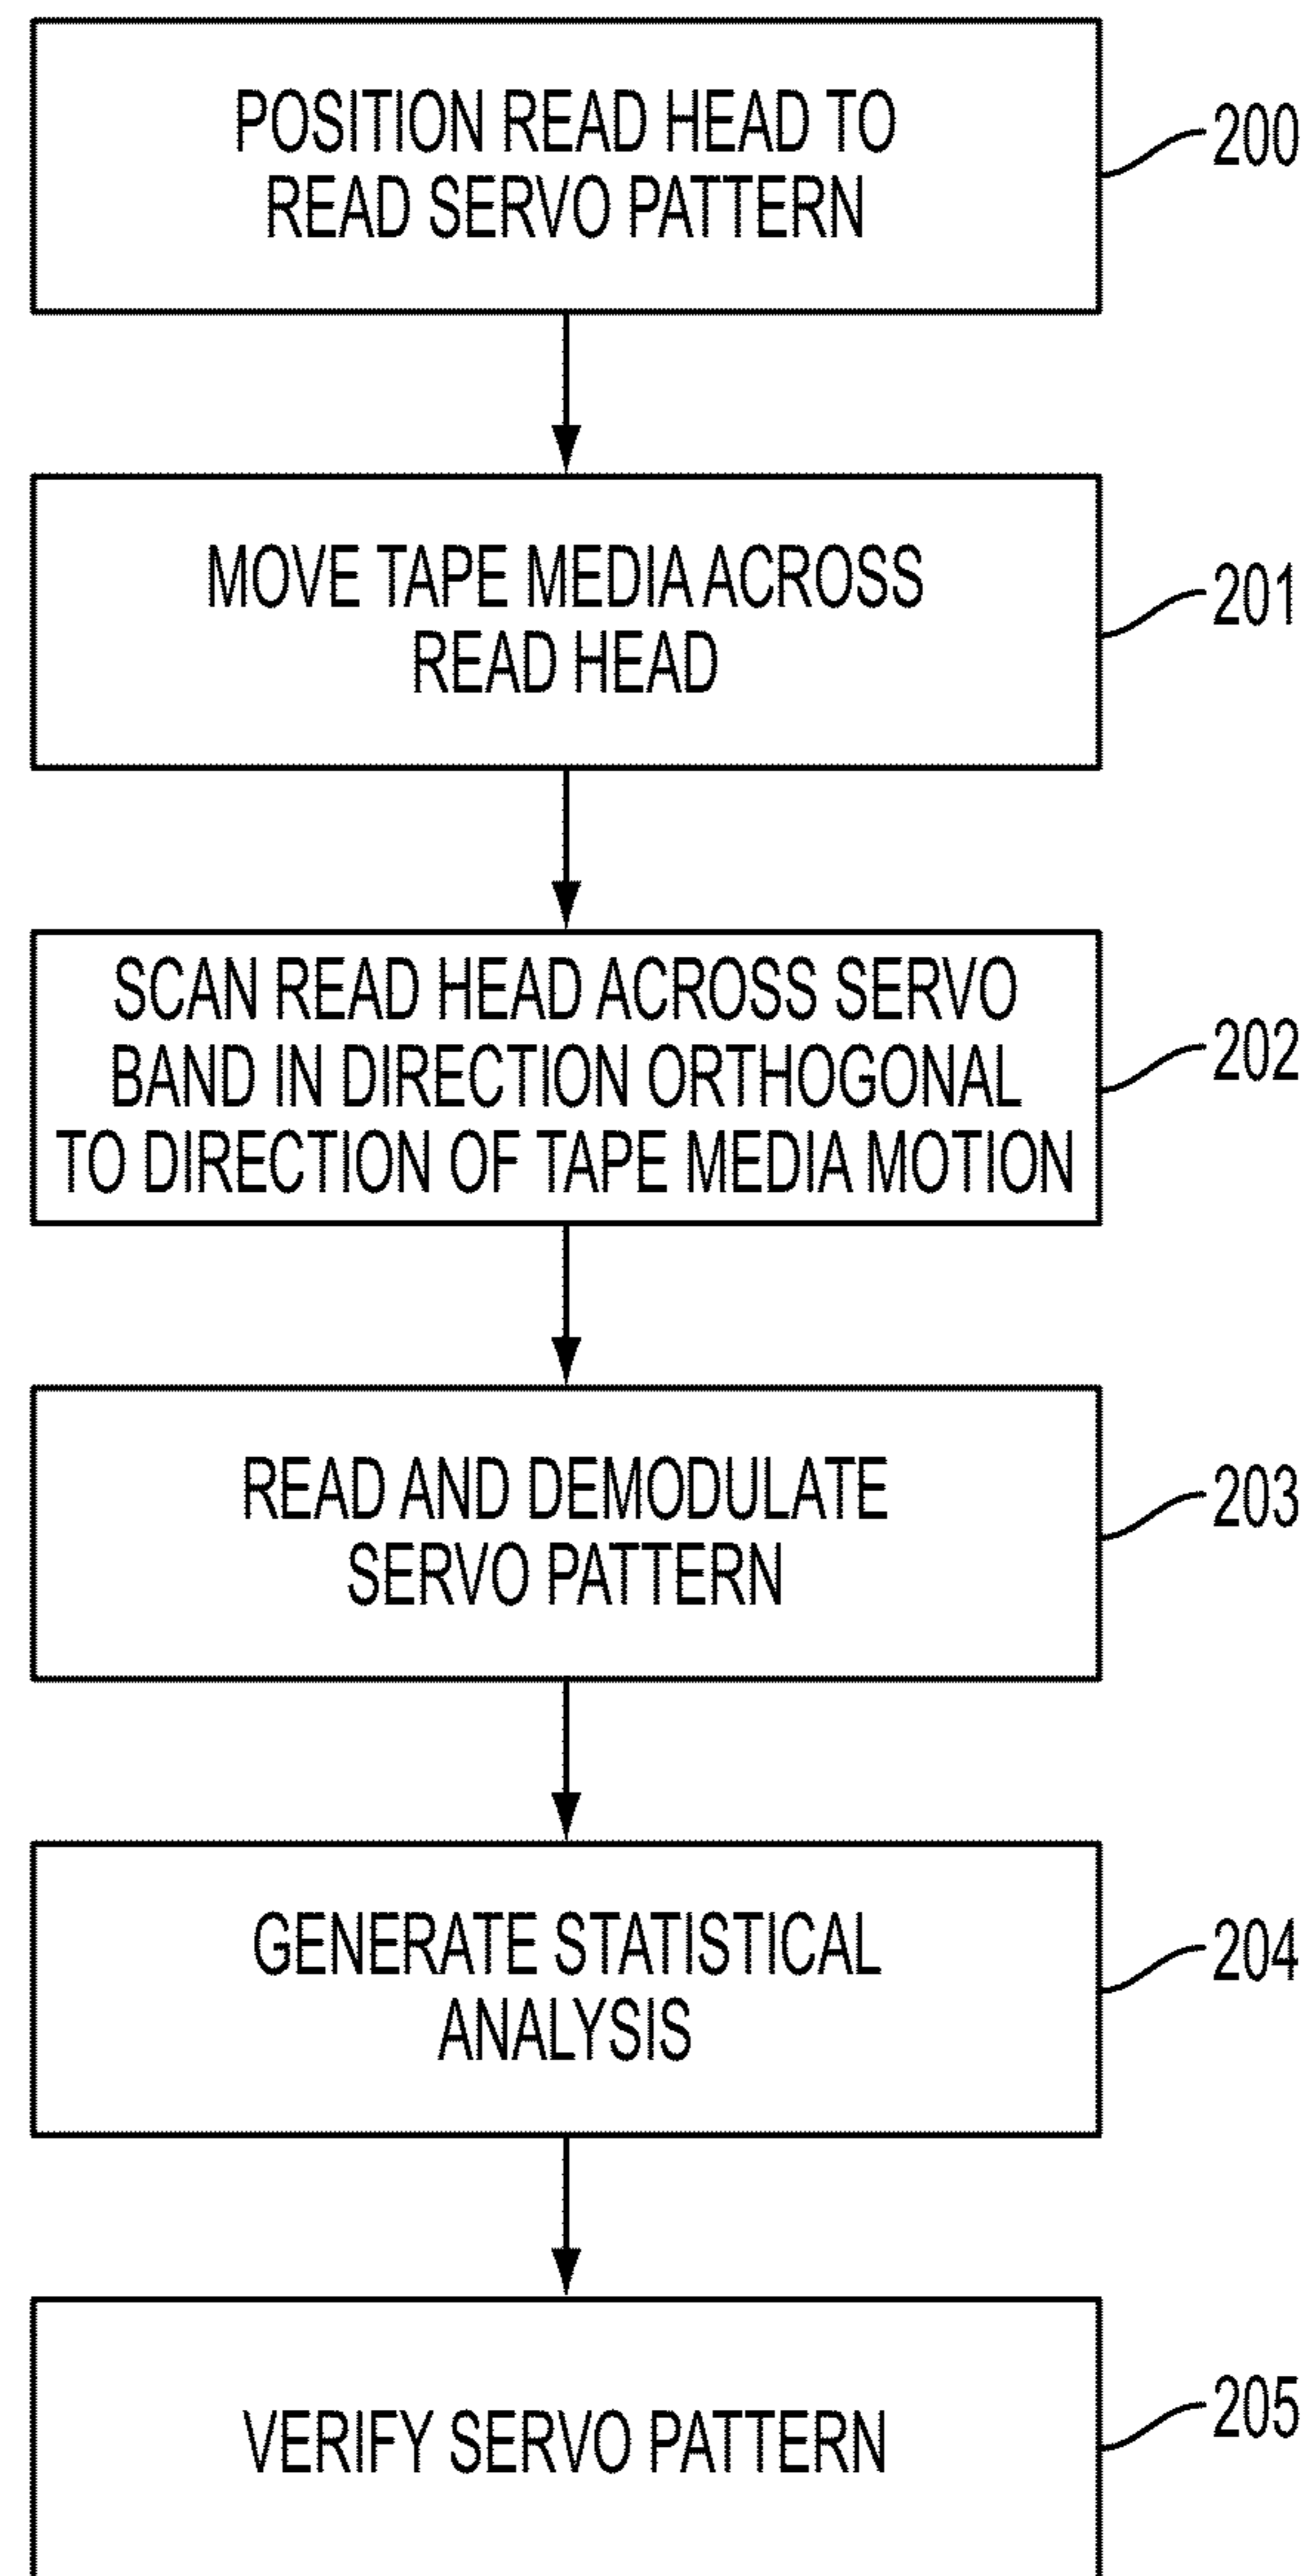 POSITION READ HEAD TO
READ SERVO PATTERN
200
MOVE TAPE MEDIA ACROSS
READ HEAD
201
SCAN READ HEAD ACROSS SERVO
BAND IN DIRECTION ORTHOGONAL
TO DIRECTION OF TAPE MEDIA MOTION
202
READ AND DEMODULATE
SERVO PATTERN
203
GENERATE STATISTICAL
ANALYSIS
204
VERIFY SERVO PATTERN
205